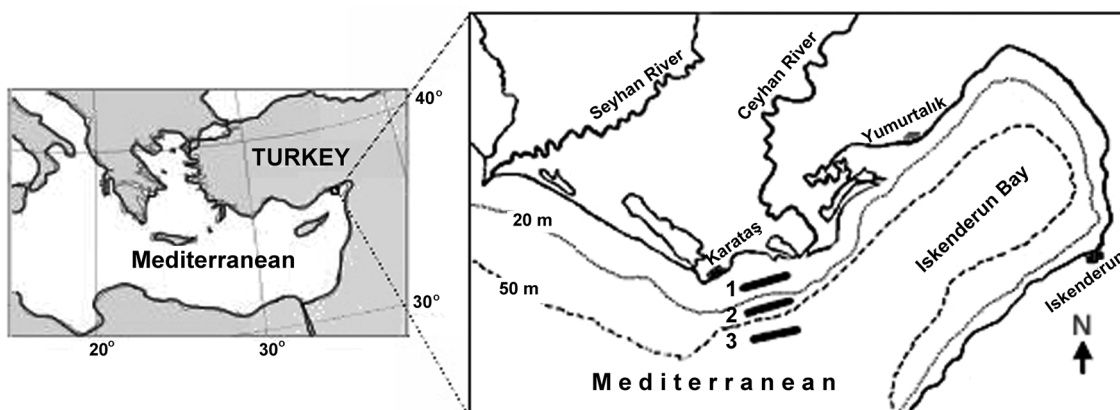 40°
TURKEY
Mediterranean
30°
20°
30°
Seyhan River
Ceyhan River
Yumurtalık
20 m
Karataş
Iskenderun Bay
50 m
1
2
3
Iskenderun
N
Mediterranean